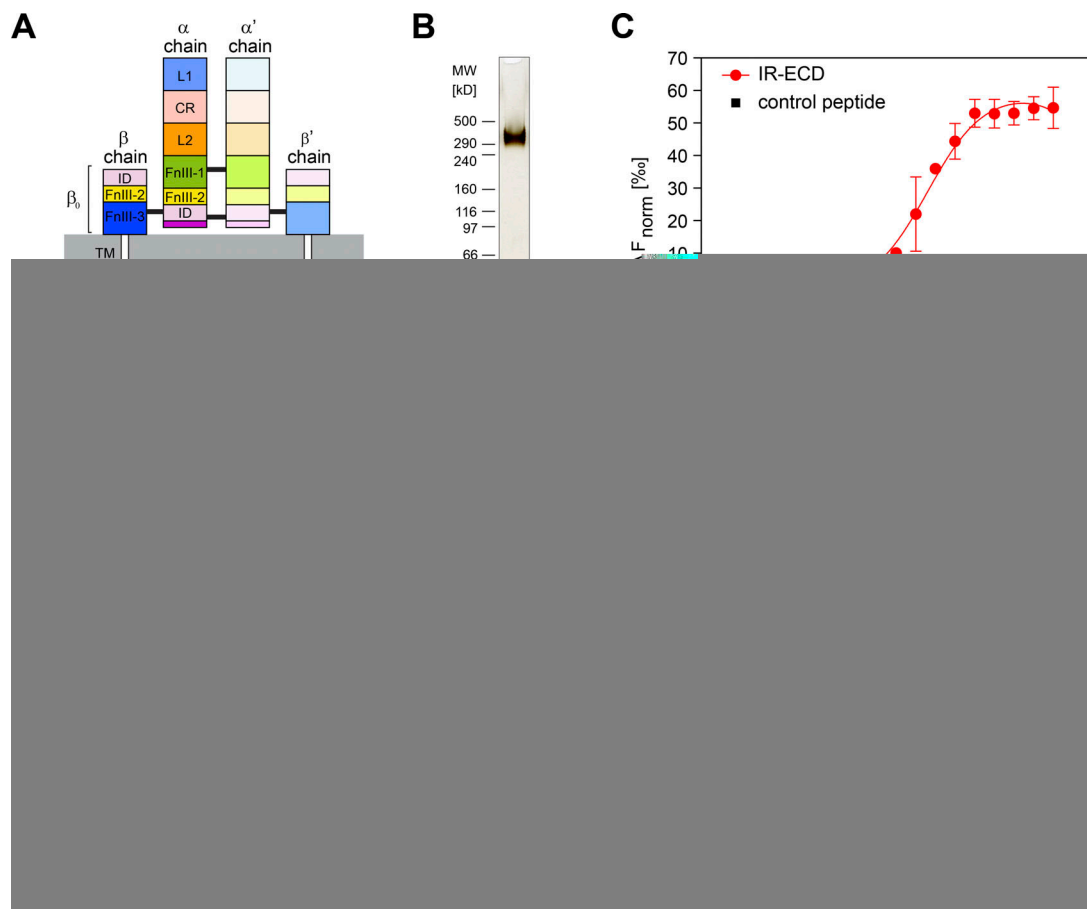 A
B
C
α
chain
α'
chain
β
chain
β'
chain
β₀
L1
CR
L2
FnIII-1
FnIII-2
ID
ID
FnIII-2
FnIII-3
TM
MW
[kD]
500
290
240
160
116
97
66
IR-ECD
control peptide
70
60
50
40
30
20
10
F norm [‰]